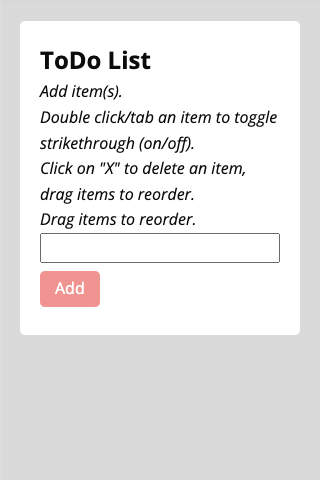 ToDo List
Add item(s).
Double click/tab an item to toggle
strikethrough (on/off).
Click on "X" to delete an item,
drag items to reorder.
Drag items to reorder.
Add